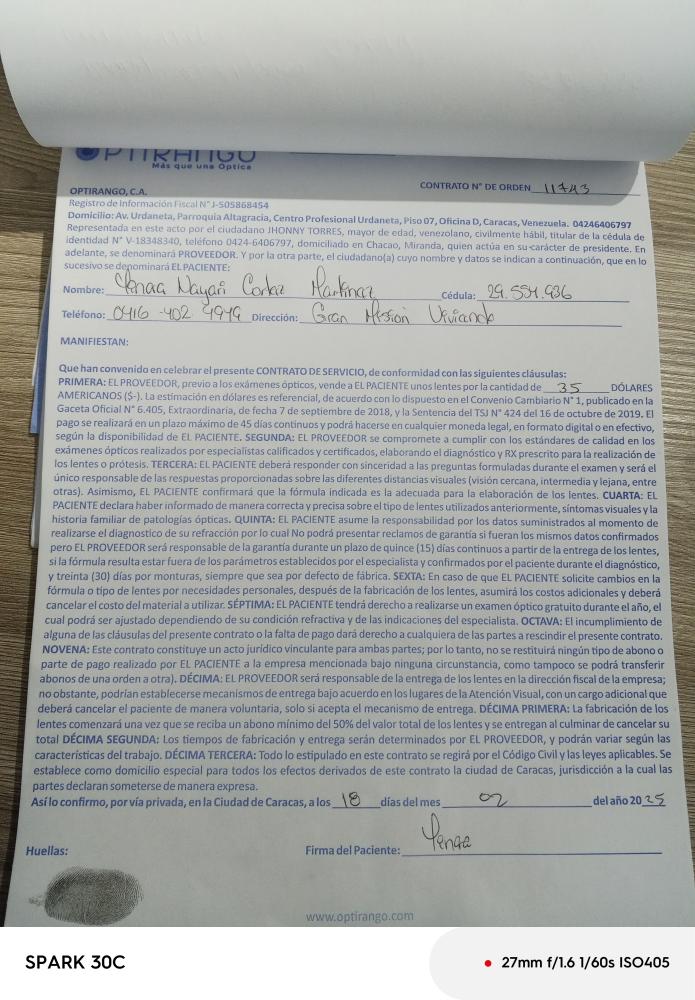 OPTIRANGO
Más que una Óptica
CONTRATO N° DE ORDEN 11743
OPTIRANGO, C.A.
Registro de Información Fiscal N° J-505868454
Domicilio: Av. Urdaneta, Parroquia Altagracia, Centro Profesional Urdaneta, Piso 07, Oficina D, Caracas, Venezuela. 04246406797
Representada en este acto por el ciudadano JHONNY TORRES, mayor de edad, venezolano, civilmente hábil, titular de la cédula de
identidad N° V-18348340, teléfono 0424-6406797, domiciliado en Chacao, Miranda, quien actúa en su carácter de presidente. En
adelante, se denominará PROVEEDOR. Y por la otra parte, el ciudadano(a) cuyo nombre y datos se indican a continuación, que en lo
sucesivo se denominará EL PACIENTE:
Nombre: Nayari Martinez Cédula: 29.554.936
Teléfono: 0416-402 4949 Dirección: Gran Mision Vivienda
MANIFIESTAN:
Que han convenido en celebrar el presente CONTRATO DE SERVICIO, de conformidad con las siguientes cláusulas:
PRIMERA: EL PROVEEDOR, previo a los exámenes ópticos, vende a EL PACIENTE unos lentes por la cantidad de 35 DÓLARES
AMERICANOS ($-). La estimación en dólares es referencial, de acuerdo con lo dispuesto en el Convenio Cambiario N° 1, publicado en la
Gaceta Oficial N° 6.405, Extraordinaria, de fecha 7 de septiembre de 2018, y la Sentencia del TSJ N° 424 del 16 de octubre de 2019. El
pago se realizará en un plazo máximo de 45 días continuos y podrá hacerse en cualquier moneda legal, en formato digital o en efectivo,
según la disponibilidad de EL PACIENTE. SEGUNDA: EL PROVEEDOR se compromete a cumplir con los estándares de calidad en los
exámenes ópticos realizados por especialistas calificados y certificados, elaborando el diagnóstico y RX prescrito para la realización de
los lentes o prótesis. TERCERA: EL PACIENTE deberá responder con sinceridad a las preguntas formuladas durante el examen y será el
único responsable de las respuestas proporcionadas sobre las diferentes distancias visuales (visión cercana, intermedia y lejana, entre
otras). Asimismo, EL PACIENTE confirmará que la fórmula indicada es la adecuada para la elaboración de los lentes. CUARTA: EL
PACIENTE declara haber informado de manera correcta y precisa sobre el tipo de lentes utilizados anteriormente, síntomas visuales y la
historia familiar de patologías ópticas. QUINTA: EL PACIENTE asume la responsabilidad por los datos suministrados al momento de
realizarse el diagnostico de su refracción por lo cual No podrá presentar reclamos de garantía si fueran los mismos datos confirmados
pero EL PROVEEDOR será responsable de la garantía durante un plazo de quince (15) días continuos a partir de la entrega de los lentes,
si la fórmula resulta estar fuera de los parámetros establecidos por el especialista y confirmados por el paciente durante el diagnóstico,
y treinta (30) días por monturas, siempre que sea por defecto de fábrica. SEXTA: En caso de que EL PACIENTE solicite cambios en la
fórmula o tipo de lentes por necesidades personales, después de la fabricación de los lentes, asumirá los costos adicionales y deberá
cancelar el costo del material a utilizar. SÉPTIMA: EL PACIENTE tendrá derecho a realizarse un examen óptico gratuito durante el año, el
cual podrá ser ajustado dependiendo de su condición refractiva y de las indicaciones del especialista. OCTAVA: El incumplimiento de
alguna de las cláusulas del presente contrato o la falta de pago dará derecho a cualquiera de las partes a rescindir el presente contrato.
NOVENA: Este contrato constituye un acto jurídico vinculante para ambas partes; por lo tanto, no se restituirá ningún tipo de abono o
parte de pago realizado por EL PACIENTE a la empresa mencionada bajo ninguna circunstancia, como tampoco se podrá transferir
abonos de una orden a otra). DÉCIMA: EL PROVEEDOR será responsable de la entrega de los lentes en la dirección fiscal de la empresa;
no obstante, podrían establecerse mecanismos de entrega bajo acuerdo en los lugares de la Atención Visual, con un cargo adicional que
deberá cancelar el paciente de manera voluntaria, solo si acepta el mecanismo de entrega. DÉCIMA PRIMERA: La fabricación de los
lentes comenzará una vez que se reciba un abono mínimo del 50% del valor total de los lentes y se entregan al culminar de cancelar su
total DÉCIMA SEGUNDA: Los tiempos de fabricación y entrega serán determinados por EL PROVEEDOR, y podrán variar según las
características del trabajo. DÉCIMA TERCERA: Todo lo estipulado en este contrato se regirá por el Código Civil y las leyes aplicables. Se
establece como domicilio especial para todos los efectos derivados de este contrato la ciudad de Caracas, jurisdicción a la cual las
partes declaran someterse de manera expresa.
Así lo confirmo, por vía privada, en la Ciudad de Caracas, a los 18 días del mes 02 del año 2025
Huellas:
Firma del Paciente:
www.optirango.com
SPARK 30C
27mm f/1.6 1/60s ISO405